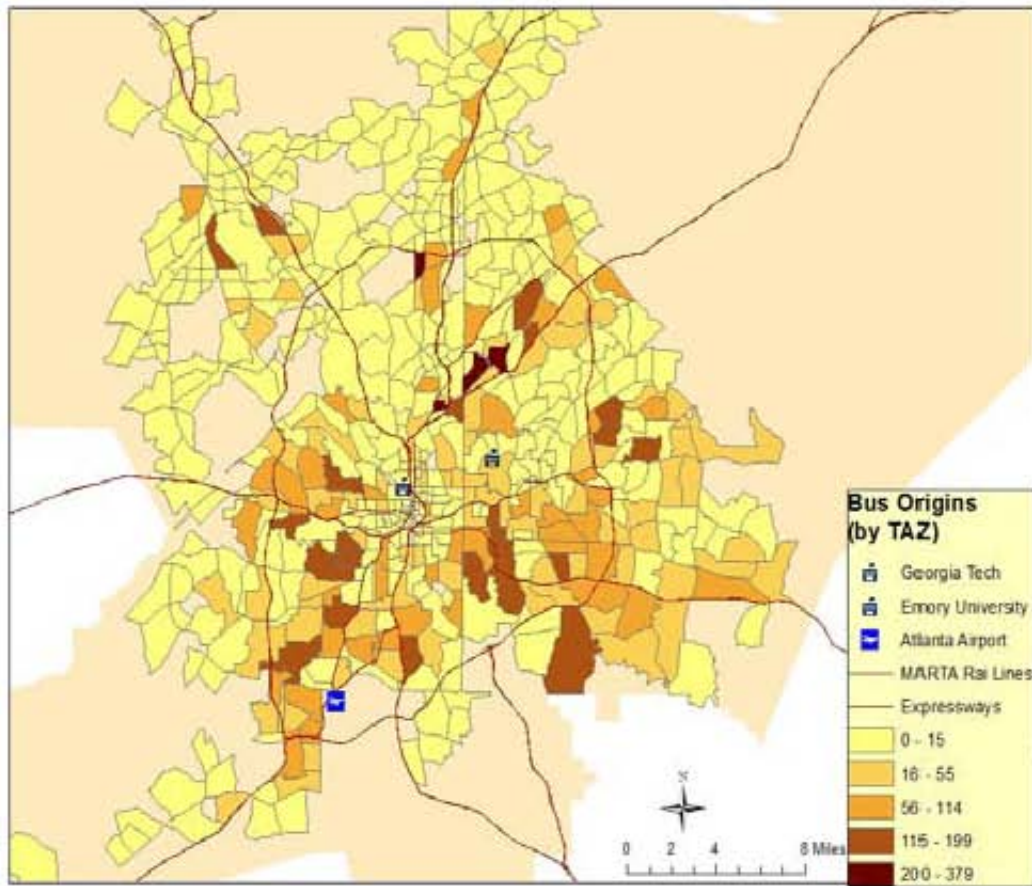 Bus Origins
(by TAZ)
Georgia Tech
Emory University
Atlanta Airport
MARTA Rai Lines
Expressways
0 - 15
16 - 55
56 - 114
115 - 199
200 - 379
N
0 2 4 8 Miles